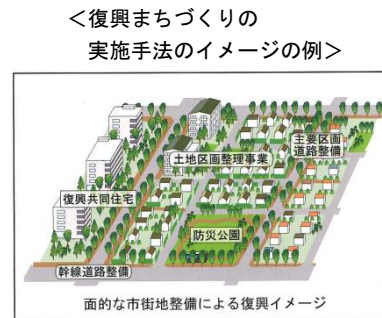 ＜復興まちづくりの
実施手法のイメージの例＞
土地区画整理事業
主要区画
道路整備
復興共同住宅
防災公園
幹線道路整備
面的な市街地整備による復興イメージ